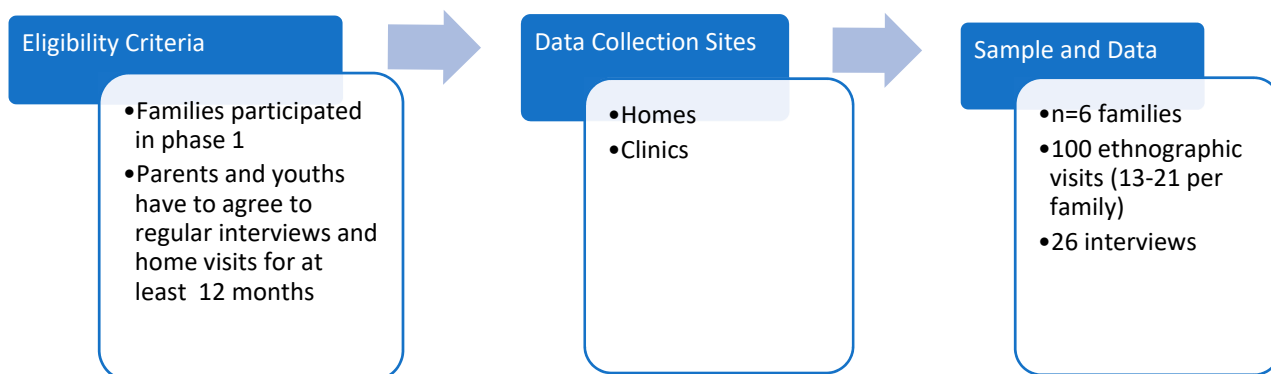 Eligibility Criteria
•Families participated
in phase 1
•Parents and youths
have to agree to
regular interviews and
home visits for at
least 12 months
Data Collection Sites
•Homes
•Clinics
Sample and Data
•n=6 families
•100 ethnographic
visits (13-21 per
family)
•26 interviews